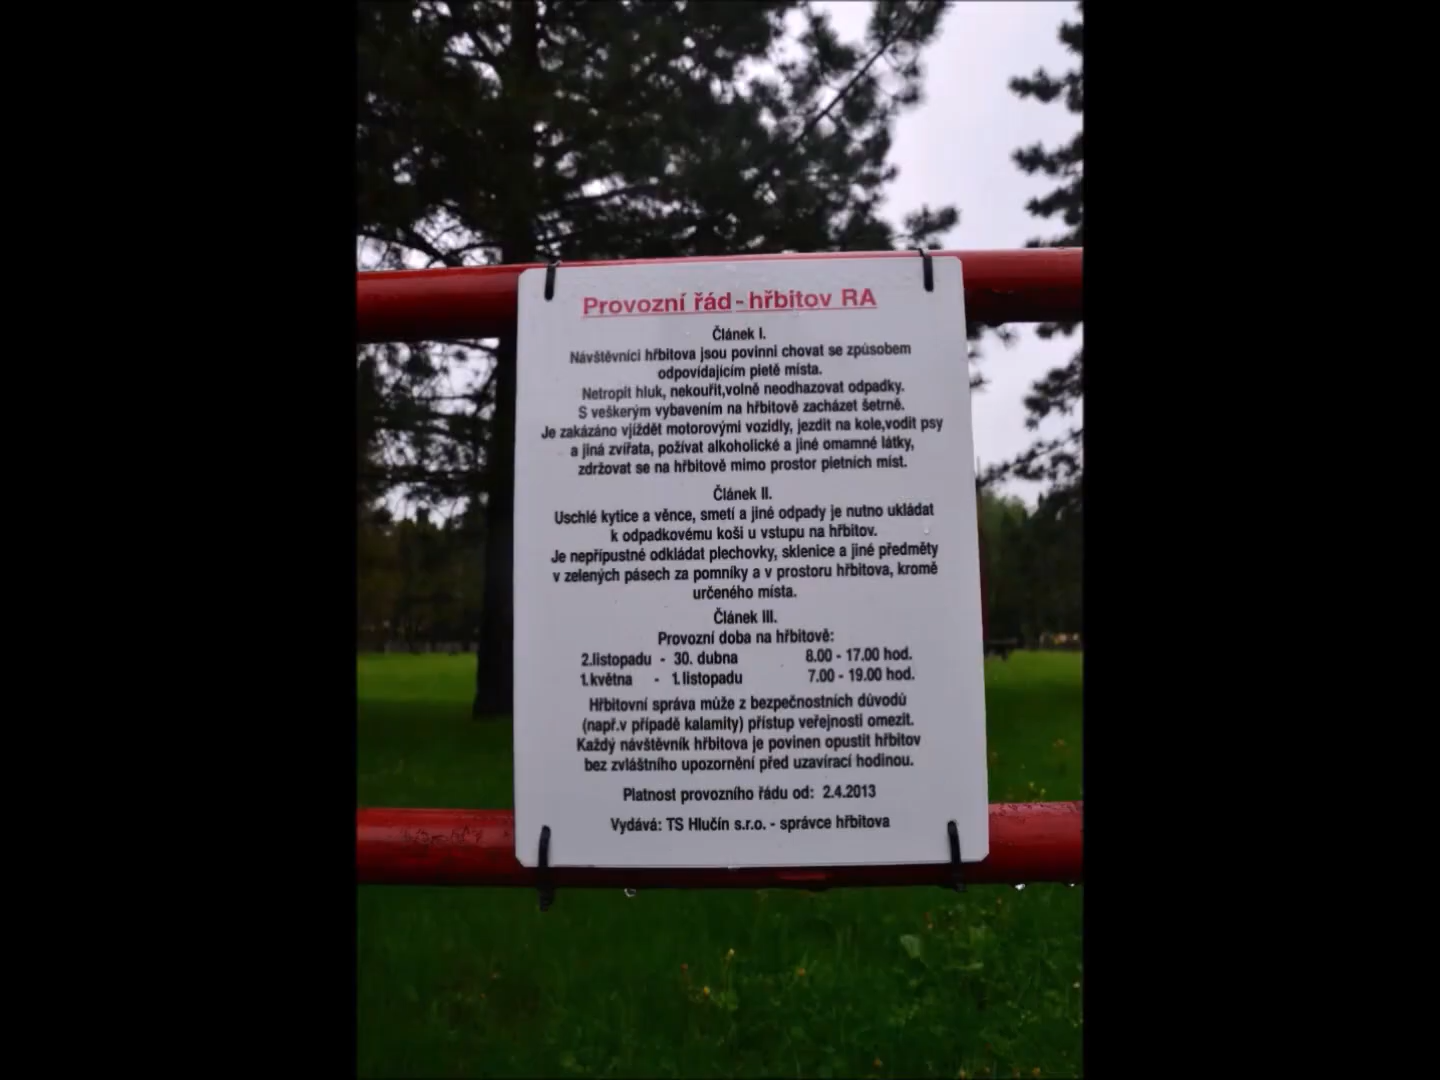 Provozní řád - hřbitov RA
Článek I.
Návštěvníci hřbitova jsou povinni chovat se způsobem
odpovídajícím pietě místa.
Netropit hluk, nekouřit,volně neodhazovat odpadky.
S veškerým vybavením na hřbitově zacházet šetrně.
Je zakázáno vjíždět motorovými vozidly, jezdit na kole,vodit psy
a jiná zvířata, požívat alkoholické a jiné omamné látky,
zdržovat se na hřbitově mimo prostor pietních míst.
Článek II.
Uschlé kytice a věnce, smetí a jiné odpady je nutno ukládat
k odpadkovému koši u vstupu na hřbitov.
Je nepřípustné odkládat plechovky, sklenice a jiné předměty
v zelených pásech za pomníky a v prostoru hřbitova, kromě
určeného místa.
Článek III.
Provozní doba na hřbitově:
2.listopadu - 30. dubna 8.00 - 17.00 hod.
1.května - 1.listopadu 7.00 - 19.00 hod.
Hřbitovní správa může z bezpečnostních důvodů
(např.v případě kalamity) přístup veřejnosti omezit.
Každý návštěvník hřbitova je povinen opustit hřbitov
bez zvláštního upozornění před uzavírací hodinou.
Platnost provozního řádu od: 2.4.2013
Vydává: TS Hlučín s.r.o. - správce hřbitova